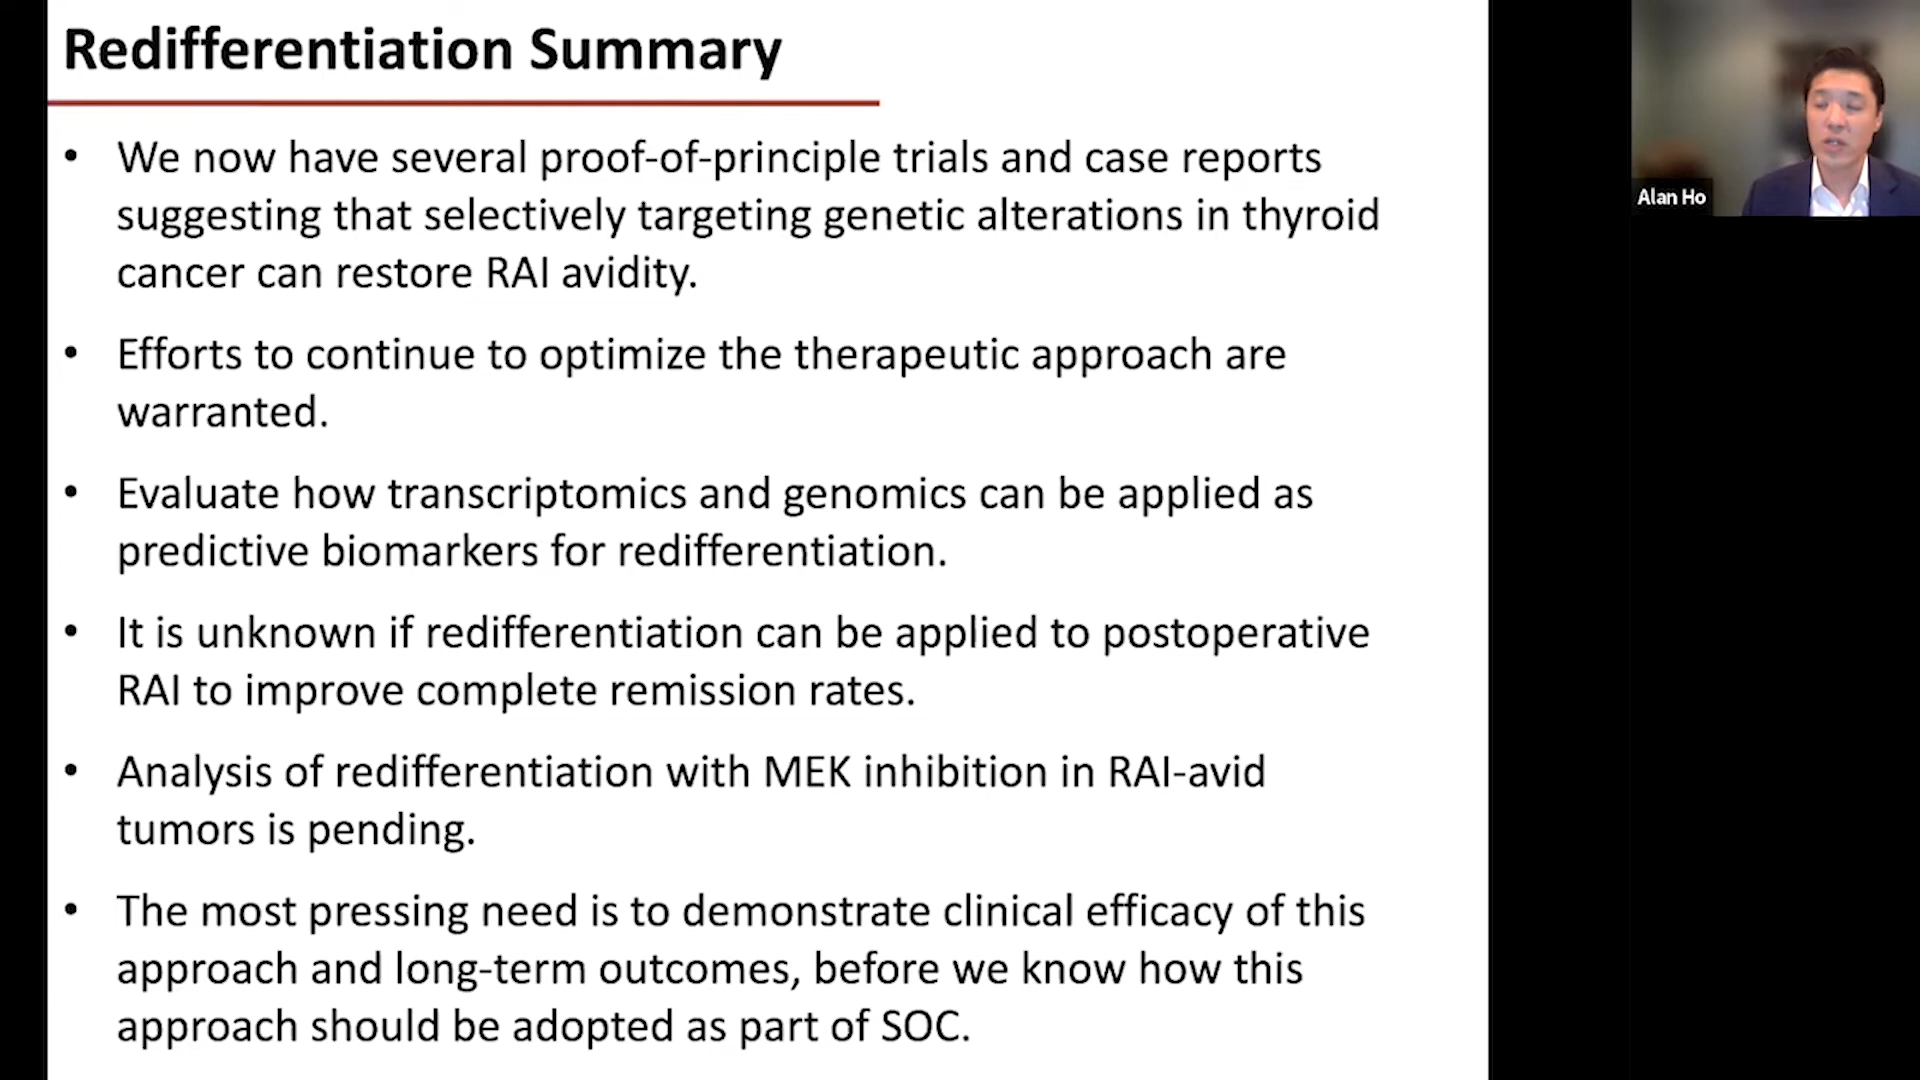 Redifferentiation Summary
• We now have several proof-of-principle trials and case reports
suggesting that selectively targeting genetic alterations in thyroid
cancer can restore RAI avidity.
• Efforts to continue to optimize the therapeutic approach are
warranted.
• Evaluate how transcriptomics and genomics can be applied as
predictive biomarkers for redifferentiation.
• It is unknown if redifferentiation can be applied to postoperative
RAI to improve complete remission rates.
• Analysis of redifferentiation with MEK inhibition in RAI-avid
tumors is pending.
• The most pressing need is to demonstrate clinical efficacy of this
approach and long-term outcomes, before we know how this
approach should be adopted as part of SOC.
Alan Ho